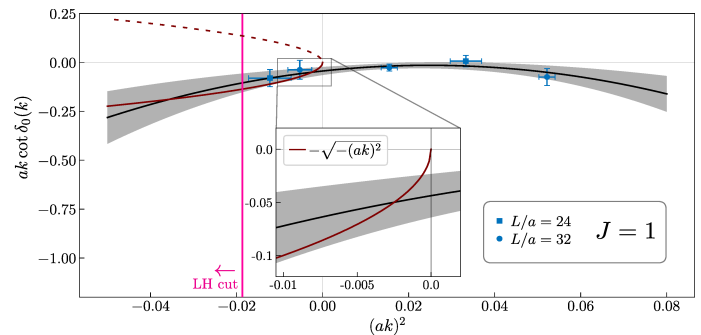 0.25
0.00
−0.25
−0.50
−0.75
−1.00
ak cot δ₀(k)
−√−(ak)²
0.0
-0.05
-0.1
-0.01
-0.005
0.0
L/a = 24
L/a = 32
J = 1
←
LH cut
−0.04
−0.02
0.00
0.02
0.04
0.06
0.08
(ak)²